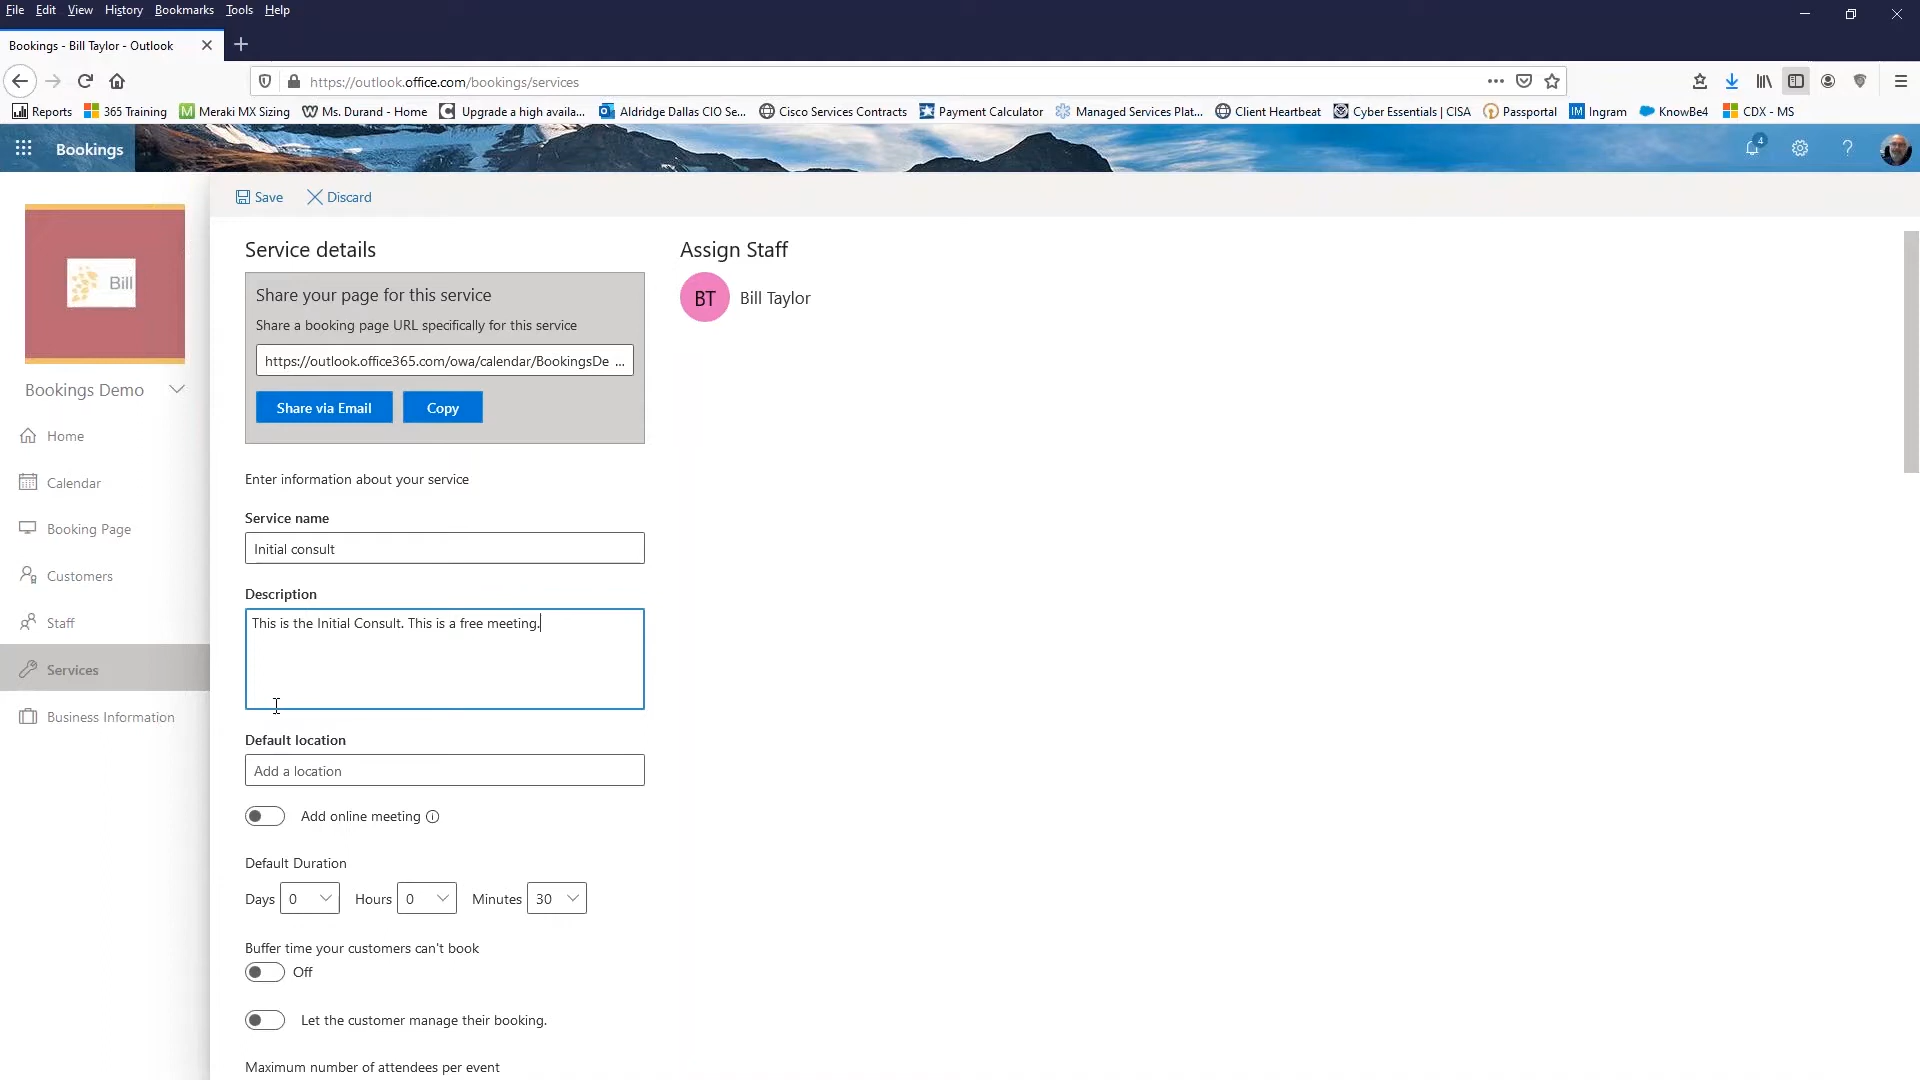 File Edit View History Bookmarks Tools Help
Bookings - Bill Taylor - Outlook
https://outlook.office.com/bookings/services
Reports 365 Training Meraki MX Sizing Ms. Durand - Home Upgrade a high availa... Aldridge Dallas CIO Se... Cisco Services Contracts Payment Calculator Managed Services Plat... Client Heartbeat Cyber Essentials | CISA Passportal Ingram KnowBe4 CDX - MS
Bookings
4
Save Discard
Bill
Bookings Demo
Home
Calendar
Booking Page
Customers
Staff
Services
Business Information
Service details
Share your page for this service
Share a booking page URL specifically for this service
https://outlook.office365.com/owa/calendar/BookingsDe ...
Share via Email Copy
Enter information about your service
Service name
Initial consult
Description
This is the Initial Consult. This is a free meeting.
Default location
Add a location
Add online meeting
Default Duration
Days 0 Hours 0 Minutes 30
Buffer time your customers can't book
Off
Let the customer manage their booking.
Maximum number of attendees per event
Assign Staff
BT Bill Taylor